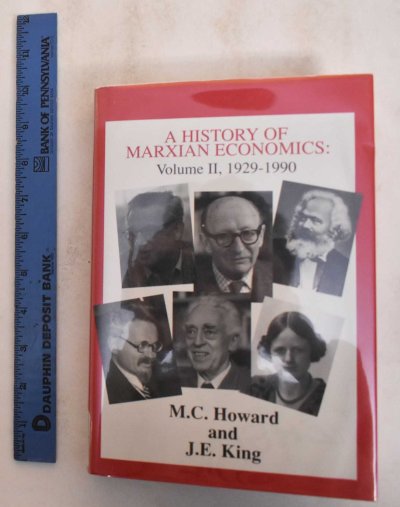 A HISTORY OF
MARXIAN ECONOMICS:
Volume II, 1929-1990
M.C. Howard
and
J.E. King
DAUPHIN DEPOSIT BANK
BANK OF PENNSYLVANIA